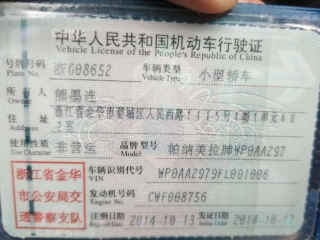 中华人民共和国机动车行驶证
Vehicle License of the People's Republic of China
号牌号码 浙G08652 车辆类型 小型轿车
Plate No. Vehicle Type
所有人 熊墨连
Owner
住址 浙江省金华市婺城区人民西路
使用性质 非营运 品牌型号 帕纳美拉牌WP0AA297
Use Character Model
浙江省金华
市公安局交
通警察支队
车辆识别代号 WP0AA2979FL001006
VIN
发动机号码 CWF008756
Engine No.
注册日期 2014-10-13 发证日期 2014-10-13
Register Date Issue Date